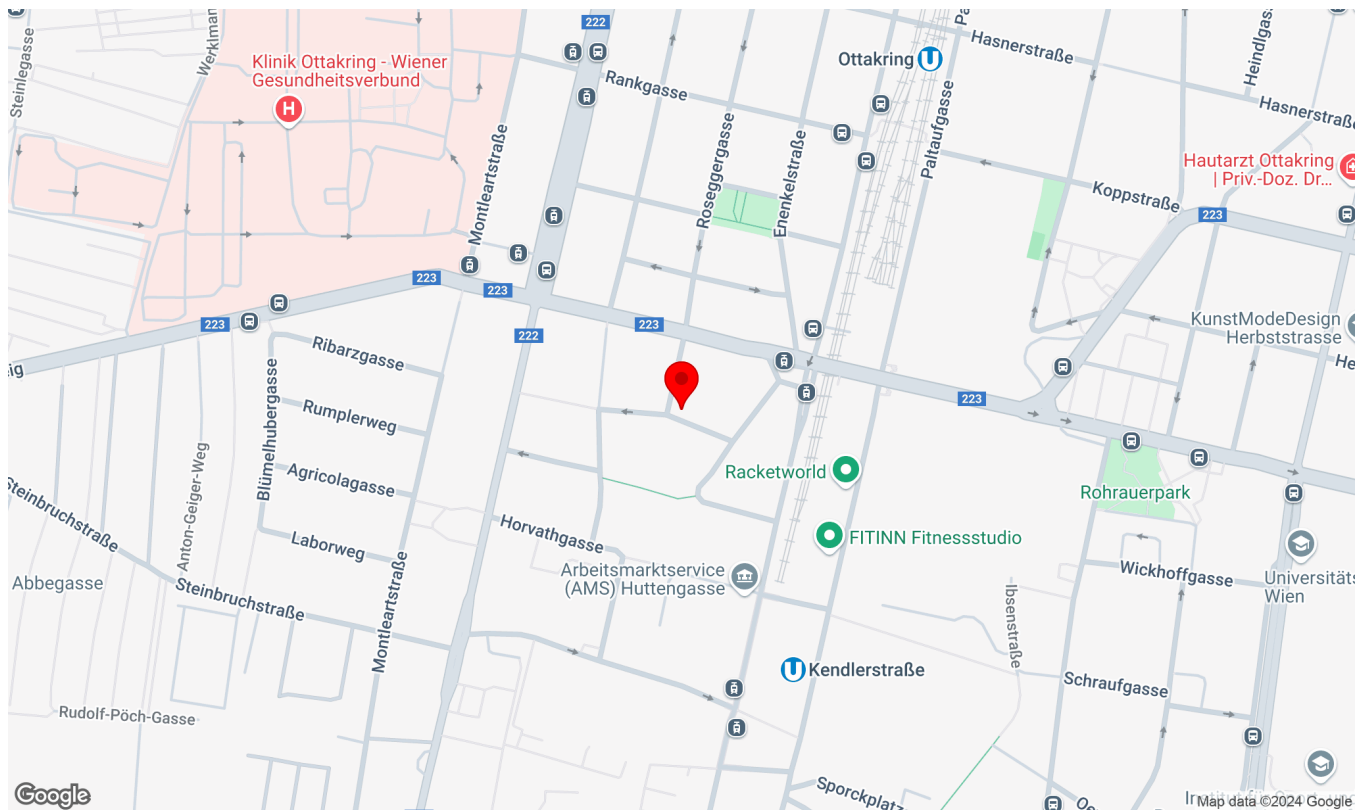 222
Steinlegasse
Klinik Ottakring - Wiener
Gesundheitsverbund
H
Rankgasse
Ottakring
U
Hasnerstraße
Heindlgasse
Hasnerstraße
Montleartstraße
Roseggergasse
Enenkelstraße
Paltaufgasse
Hautarzt Ottakring
| Priv.-Doz. Dr...
Koppstraße
223
223
223
223
223
222
Ribarzgasse
KunstModeDesign
Herbststrasse
Blümelhubergasse
Rumplerweg
223
Anton-Geiger-Weg
Agricolagasse
Racketworld
Rohrauerpark
Steinbruchstraße
Horvathgasse
FITINN Fitnessstudio
Laborweg
Arbeitsmarktservice
(AMS) Huttengasse
Abbegasse
Steinbruchstraße
Montleartstraße
Wickhoffgasse
Universitäts
Wien
Ibsenstraße
U
Kendlerstraße
Schraufgasse
Rudolf-Pöch-Gasse
Sporckplatz
Google
Map data ©2024 Google